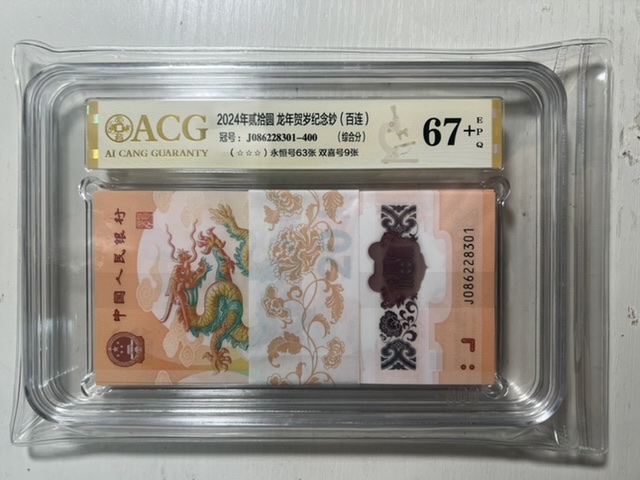 ACG
AI CANG GUARANTY
2024年贰拾圆 龙年贺岁纪念钞(百连)
冠号: J086228301-400 (综合分)
(☆☆☆) 永恒号63张 双喜号9张
67+
EPQ
中国人民银行
20
J086228301